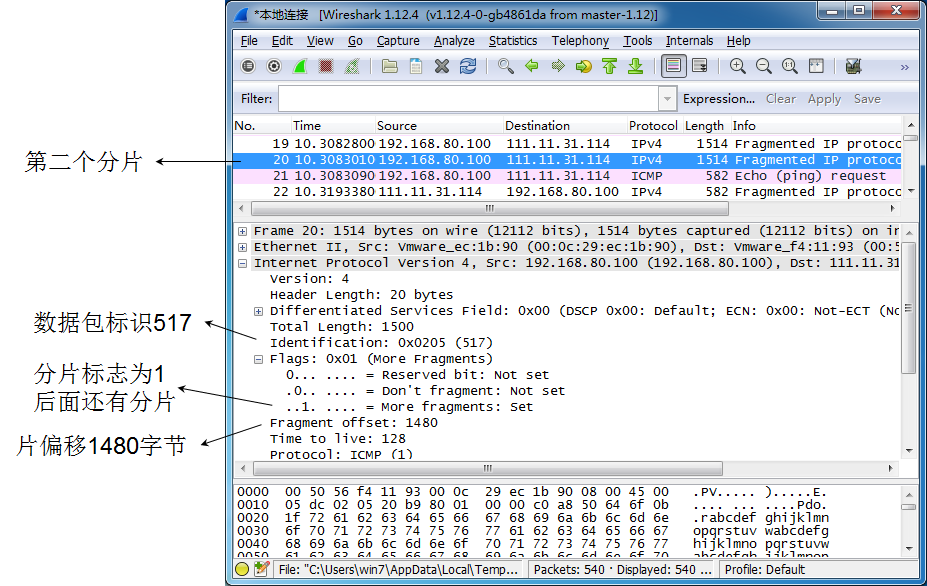 *本地连接 [Wireshark 1.12.4 (v1.12.4-0-gb4861da from master-1.12)]
File Edit View Go Capture Analyze Statistics Telephony Tools Internals Help
Filter: Expression... Clear Apply Save
No. Time Source Destination Protocol Length Info
19 10.3082800 192.168.80.100 111.11.31.114 IPv4 1514 Fragmented IP protoco
第二个分片
20 10.3083010 192.168.80.100 111.11.31.114 IPv4 1514 Fragmented IP protoco
21 10.3083090 192.168.80.100 111.11.31.114 ICMP 582 Echo (ping) request
22 10.3193380 111.11.31.114 192.168.80.100 IPv4 582 Fragmented IP protoco
Frame 20: 1514 bytes on wire (12112 bits), 1514 bytes captured (12112 bits) on in
Ethernet II, Src: Vmware_ec:1b:90 (00:0c:29:ec:1b:90), Dst: Vmware_f4:11:93 (00:5
Internet Protocol Version 4, Src: 192.168.80.100 (192.168.80.100), Dst: 111.11.31
Version: 4
Header Length: 20 bytes
Differentiated Services Field: 0x00 (DSCP 0x00: Default; ECN: 0x00: Not-ECT (No
Total Length: 1500
数据包标识517
Identification: 0x0205 (517)
Flags: 0x01 (More Fragments)
0... .... = Reserved bit: Not set
.0.. .... = Don't fragment: Not set
分片标志为1
后面还有分片
..1. .... = More fragments: Set
片偏移1480字节
Fragment offset: 1480
Time to live: 128
Protocol: ICMP (1)
0000 00 50 56 f4 11 93 00 0c 29 ec 1b 90 08 00 45 00 .PV..... ).....E.
0010 05 dc 02 05 20 b9 80 01 00 00 c0 a8 50 64 6f 0b .... ... ....Pdo.
0020 1f 72 61 62 63 64 65 66 67 68 69 6a 6b 6c 6d 6e .rabcdef ghijklmn
0030 6f 70 71 72 73 74 75 76 77 61 62 63 64 65 66 67 opqrstuv wabcdefg
0040 68 69 6a 6b 6c 6d 6e 6f 70 71 72 73 74 75 76 77 hijklmno pqrstuvw
0050 61 62 63 64 65 66 67 68 69 6a 6b 6c 6d 6e 6f 70 abcdefgh ijklmnop
File: "C:\Users\win7\AppData\Local\Temp... Packets: 540 · Displayed: 540 ... Profile: Default